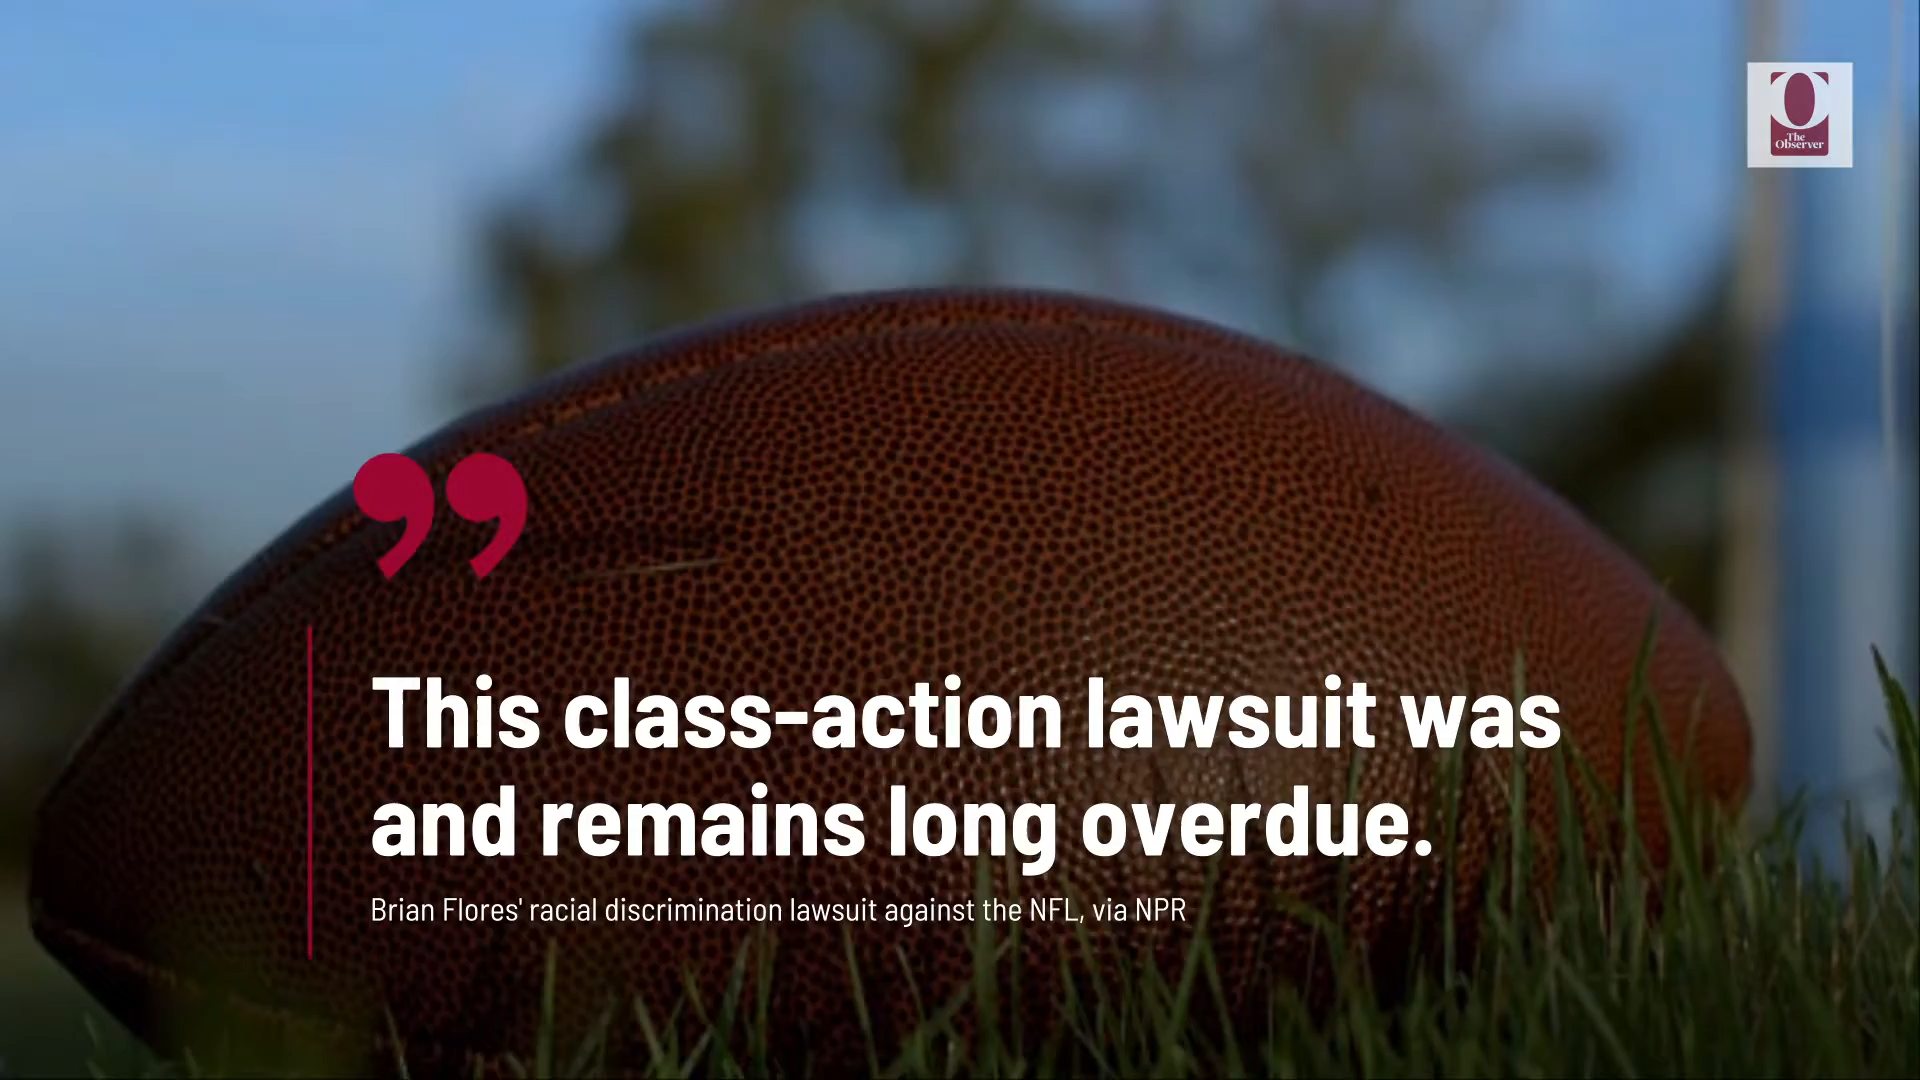 The
Observer
”
This class-action lawsuit was
and remains long overdue.
Brian Flores' racial discrimination lawsuit against the NFL, via NPR